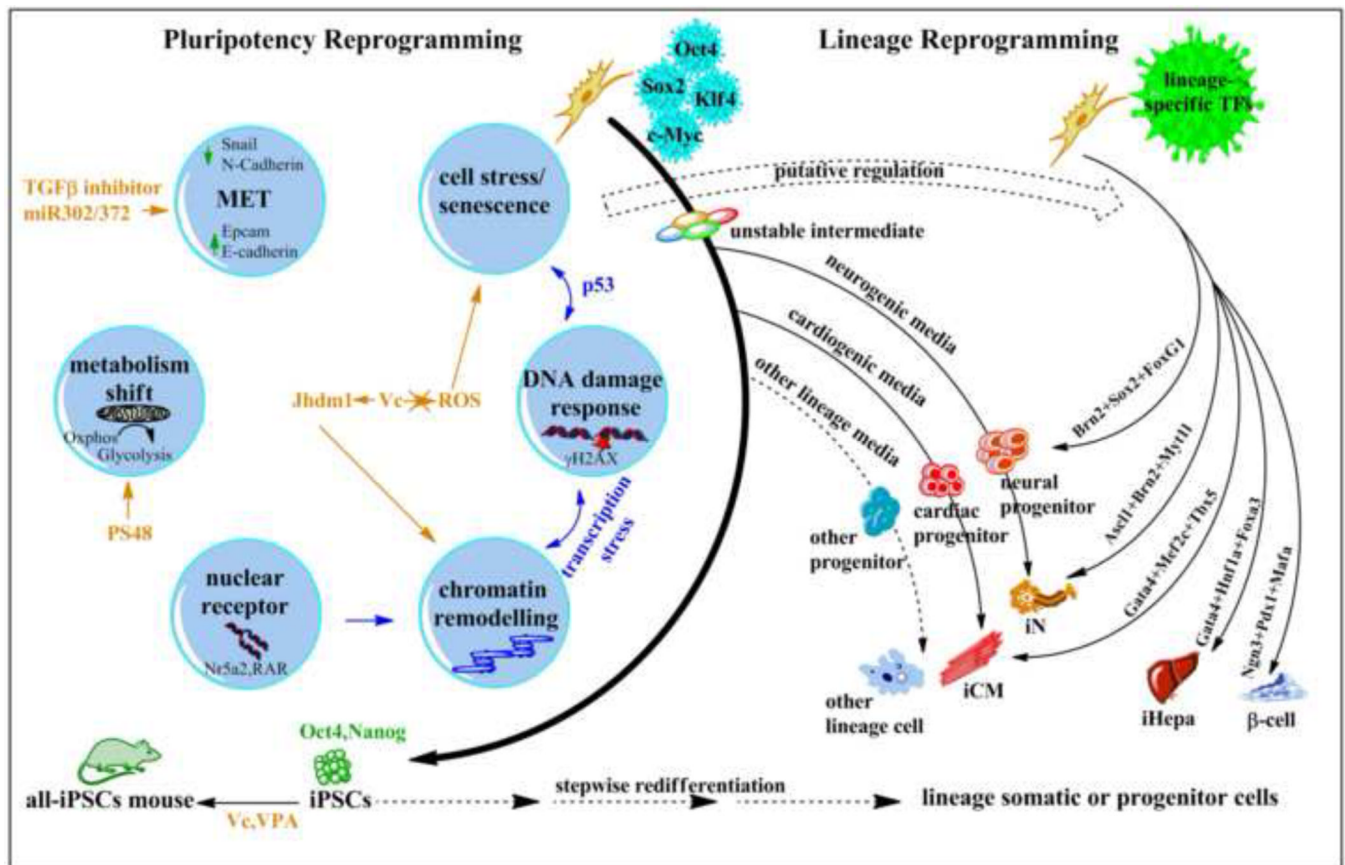 Pluripotency Reprogramming
Lineage Reprogramming
Oct4
Sox2
Klf4
c-Myc
lineage-
specific TFs
Snail
N-Cadherin
MET
Epcam
E-cadherin
TGFβ inhibitor
miR302/372
cell stress/
senescence
putative regulation
unstable intermediate
p53
neurogenic media
cardiogenic media
other lineage media
metabolism
shift
Oxphos
Glycolysis
PS48
Jhdm1
Vc
ROS
DNA damage
response
γH2AX
transcription
stress
nuclear
receptor
Nr5a2,RAR
chromatin
remodelling
Brn2+Sox2+FoxG1
Ascl1+Brn2+Myt1l
Gata4+Mef2c+Tbx5
Gata4+Hnf1a+Foxa3
Ngn3+Pdx1+Mafa
neural
progenitor
cardiac
progenitor
other
progenitor
iN
iCM
other
lineage cell
iHepa
β-cell
Oct4,Nanog
iPSCs
all-iPSCs mouse
Vc,VPA
stepwise redifferentiation
lineage somatic or progenitor cells